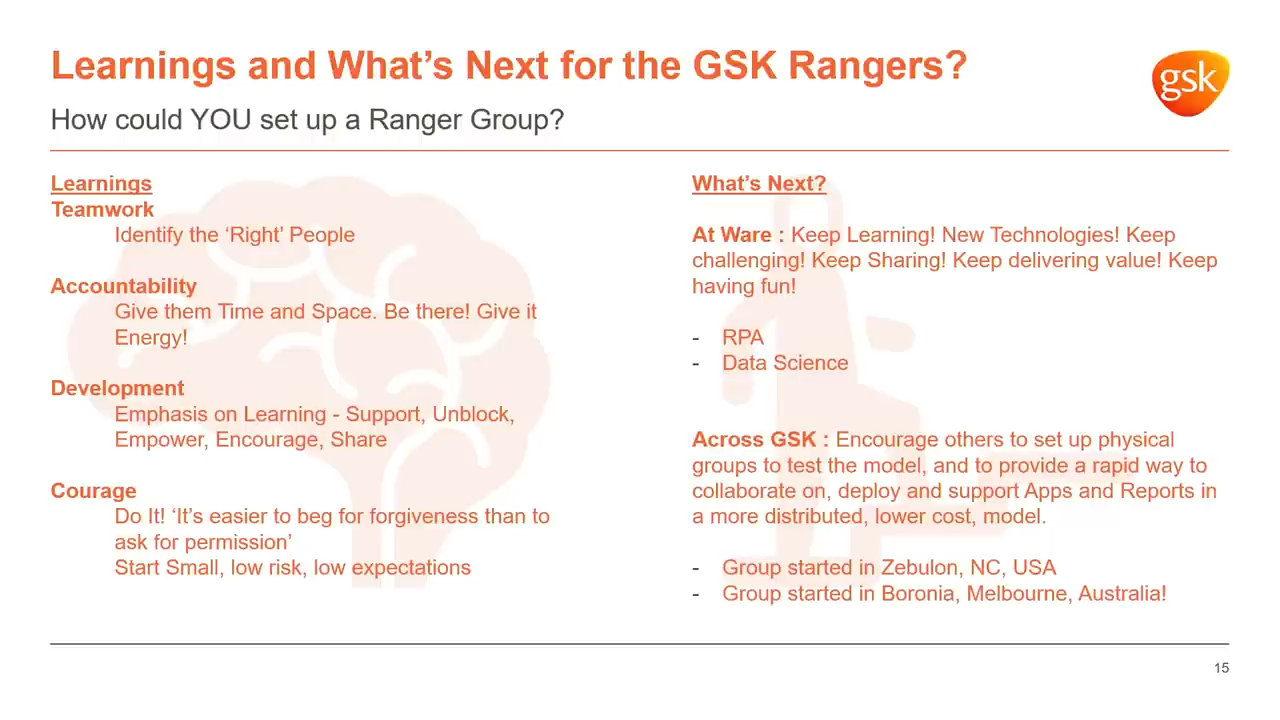 Learnings and What's Next for the GSK Rangers?
gsk
How could YOU set up a Ranger Group?
Learnings
Teamwork
Identify the ‘Right’ People
Accountability
Give them Time and Space. Be there! Give it
Energy!
Development
Emphasis on Learning - Support, Unblock,
Empower, Encourage, Share
Courage
Do It! ‘It’s easier to beg for forgiveness than to
ask for permission’
Start Small, low risk, low expectations
What’s Next?
At Ware : Keep Learning! New Technologies! Keep
challenging! Keep Sharing! Keep delivering value! Keep
having fun!
- RPA
- Data Science
Across GSK : Encourage others to set up physical
groups to test the model, and to provide a rapid way to
collaborate on, deploy and support Apps and Reports in
a more distributed, lower cost, model.
- Group started in Zebulon, NC, USA
- Group started in Boronia, Melbourne, Australia!
15